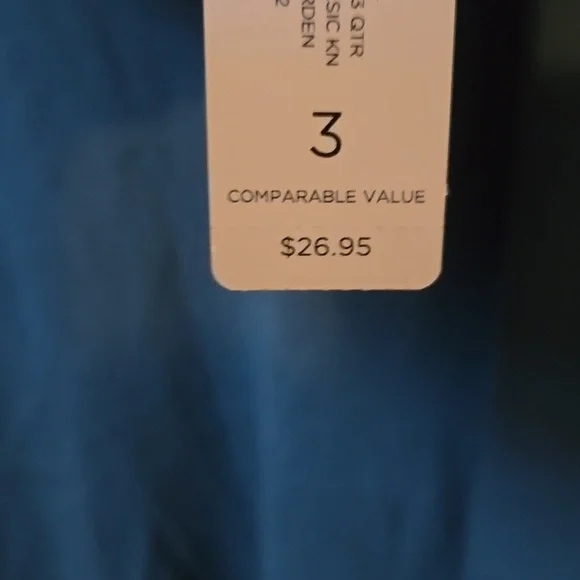 3 QTR
SIC KN
RDEN
2
3
COMPARABLE VALUE
$26.95